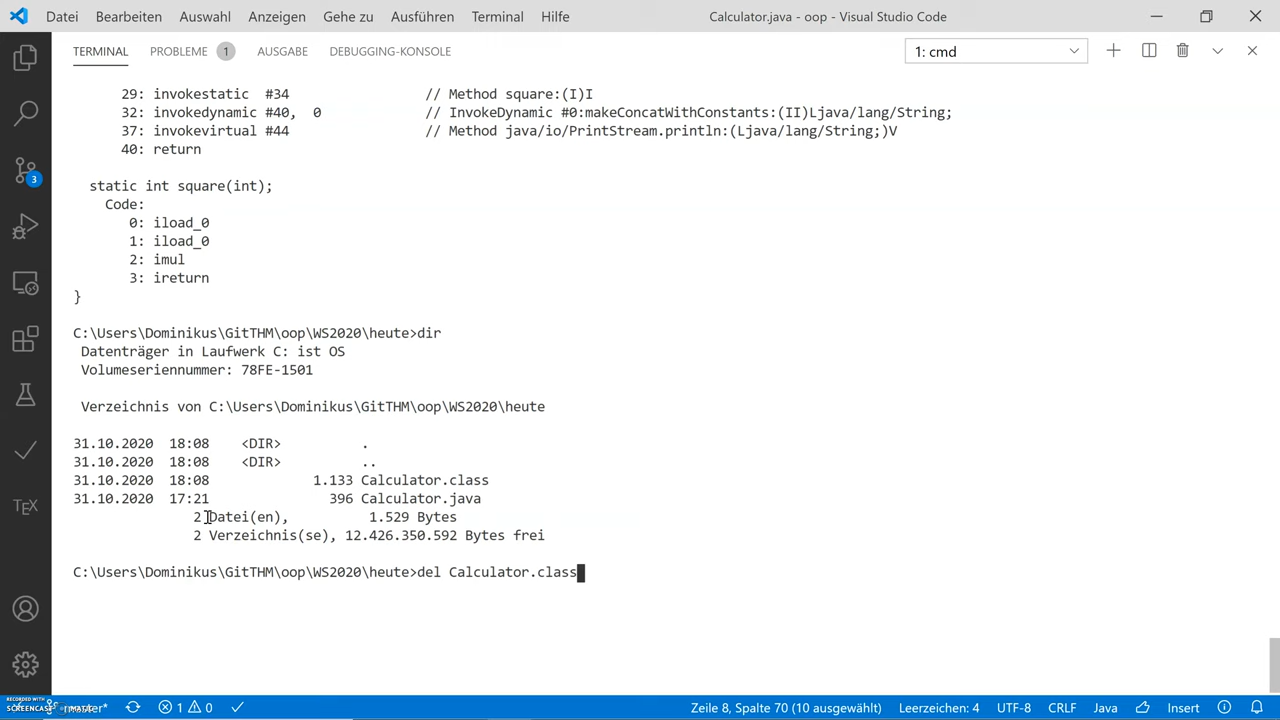 Datei Bearbeiten Auswahl Anzeigen Gehe zu Ausführen Terminal Hilfe Calculator.java - oop - Visual Studio Code
TERMINAL PROBLEME 1 AUSGABE DEBUGGING-KONSOLE 1: cmd
29: invokestatic #34 // Method square:(I)I
32: invokedynamic #40, 0 // InvokeDynamic #0:makeConcatWithConstants:(II)Ljava/lang/String;
37: invokevirtual #44 // Method java/io/PrintStream.println:(Ljava/lang/String;)V
40: return
static int square(int);
Code:
0: iload_0
1: iload_0
2: imul
3: ireturn
}
C:\Users\Dominikus\GitTHM\oop\WS2020\heute>dir
Datenträger in Laufwerk C: ist OS
Volumeseriennummer: 78FE-1501
Verzeichnis von C:\Users\Dominikus\GitTHM\oop\WS2020\heute
31.10.2020 18:08 <DIR> .
31.10.2020 18:08 <DIR> ..
31.10.2020 18:08 1.133 Calculator.class
31.10.2020 17:21 396 Calculator.java
2 Datei(en), 1.529 Bytes
2 Verzeichnis(se), 12.426.350.592 Bytes frei
C:\Users\Dominikus\GitTHM\oop\WS2020\heute>del Calculator.class
3
TEX
RECORDED WITH
SCREENCAST
master* 1 0 Zeile 8, Spalte 70 (10 ausgewählt) Leerzeichen: 4 UTF-8 CRLF Java Insert